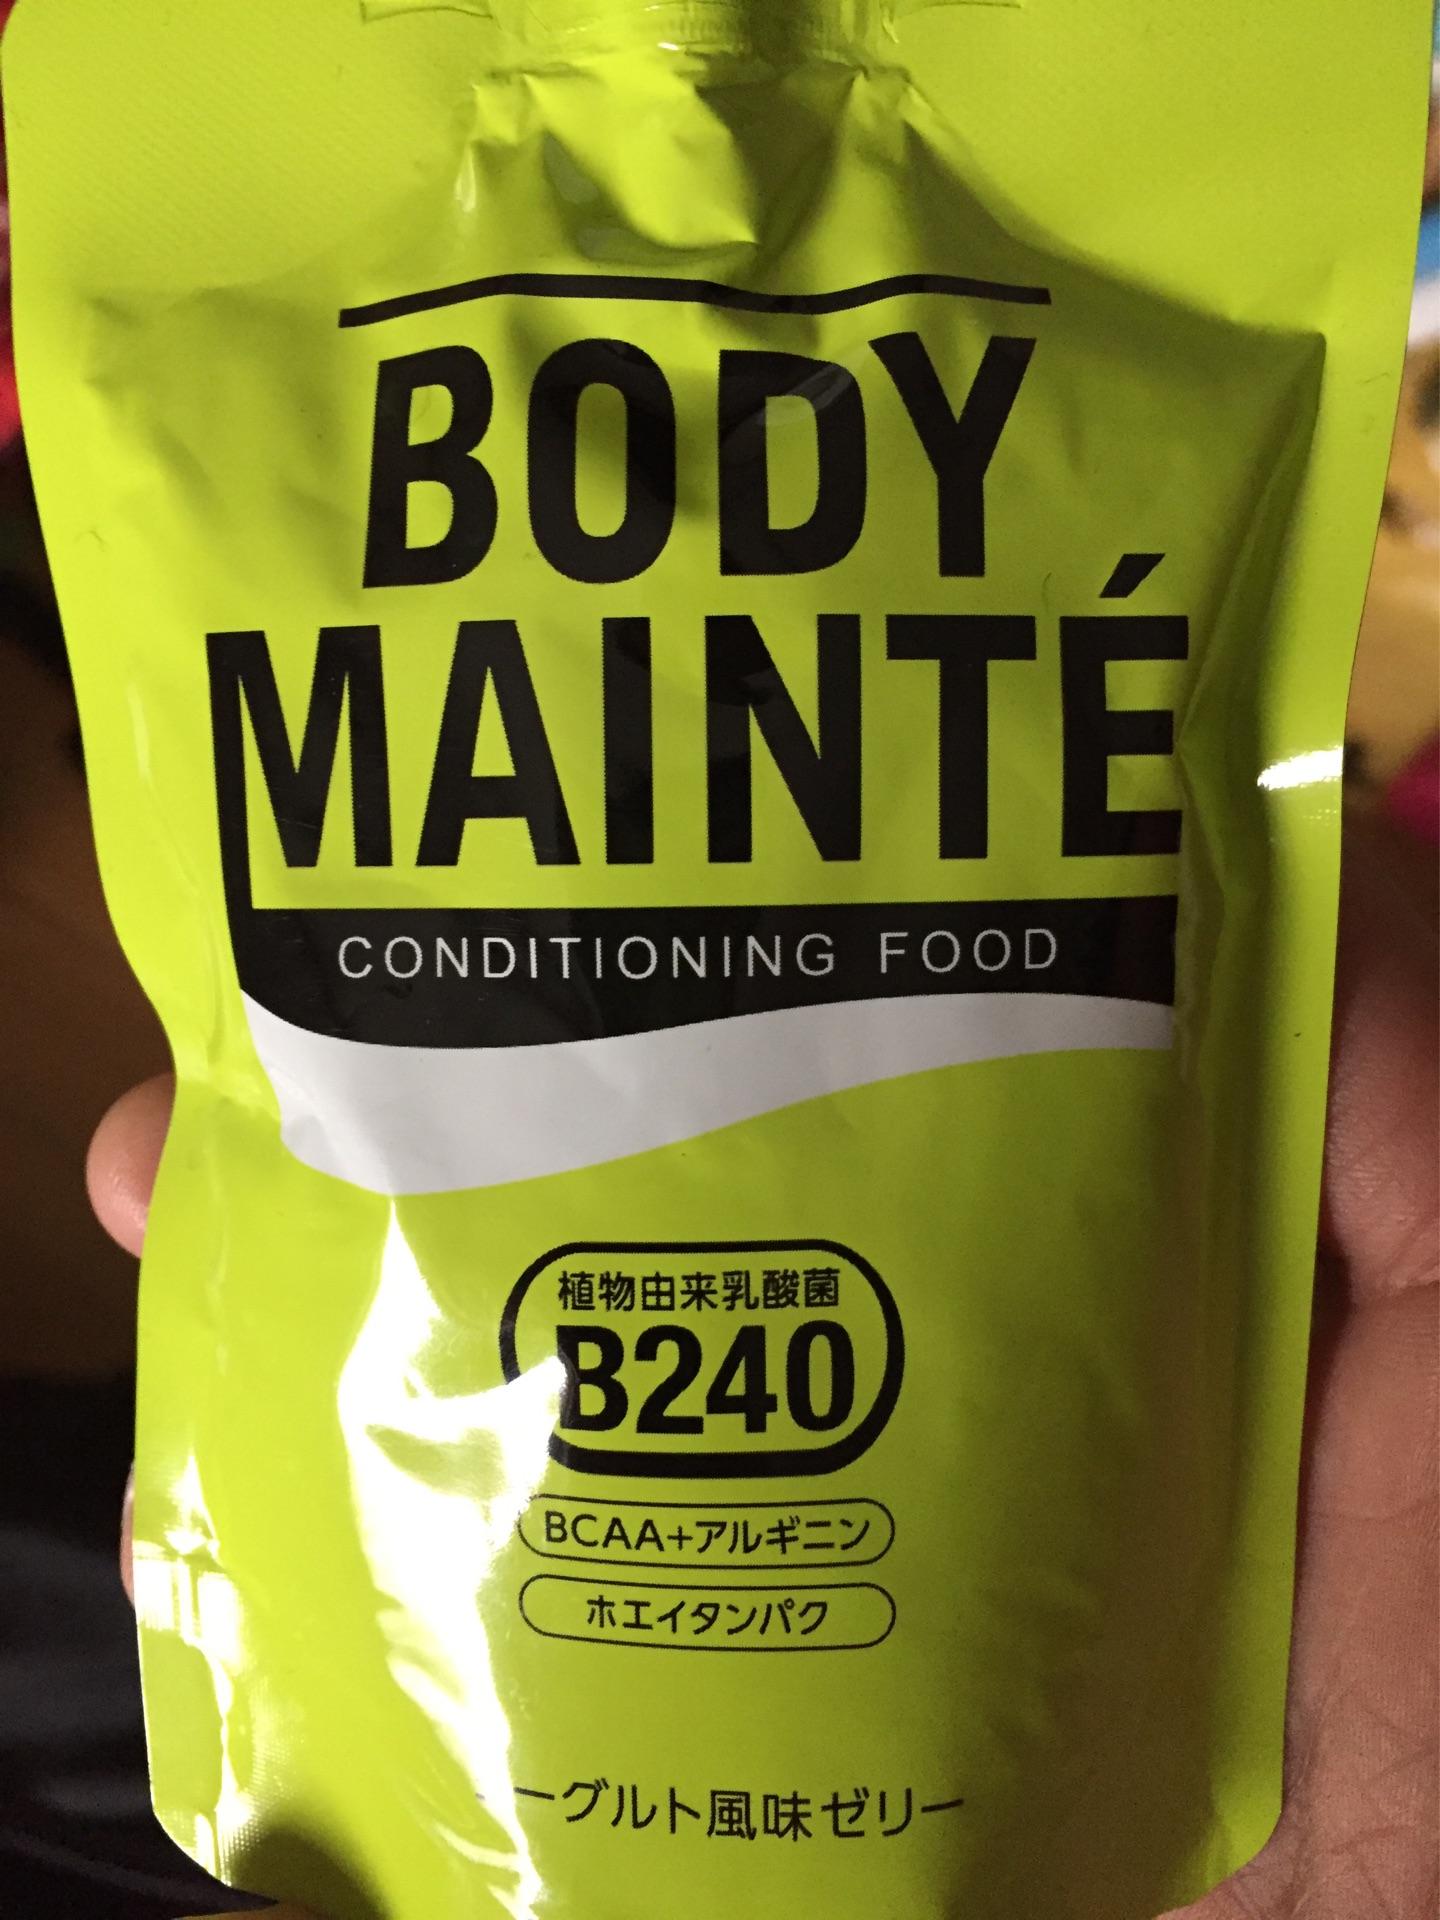 BODY
MAINTÉ
CONDITIONING FOOD
植物由来乳酸菌
B240
BCAA+アルギニン
ホエイタンパク
ーグルト風味ゼリー